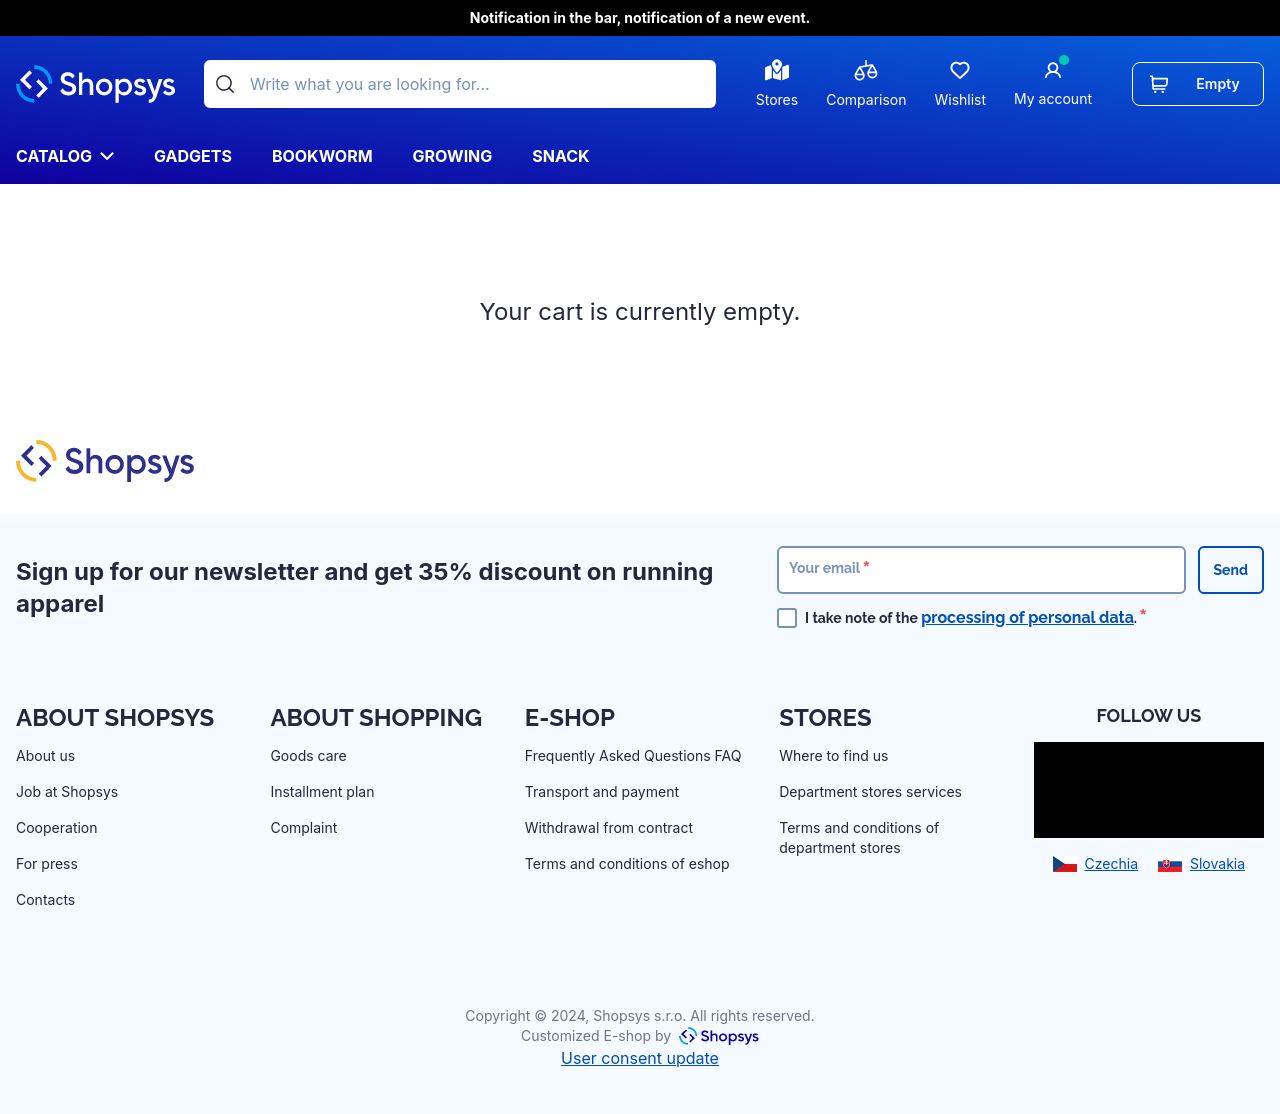 Notification in the bar, notification of a new event.
Shopsys
Write what you are looking for...
Stores
Comparison
Wishlist
My account
Empty
CATALOG
GADGETS
BOOKWORM
GROWING
SNACK
Your cart is currently empty.
Shopsys
Sign up for our newsletter and get 35% discount on running
apparel
Your email *
Send
I take note of the processing of personal data. *
ABOUT SHOPSYS
About us
Job at Shopsys
Cooperation
For press
Contacts
ABOUT SHOPPING
Goods care
Installment plan
Complaint
E-SHOP
Frequently Asked Questions FAQ
Transport and payment
Withdrawal from contract
Terms and conditions of eshop
STORES
Where to find us
Department stores services
Terms and conditions of
department stores
FOLLOW US
Czechia
Slovakia
Copyright © 2024, Shopsys s.r.o. All rights reserved.
Customized E-shop by Shopsys
User consent update